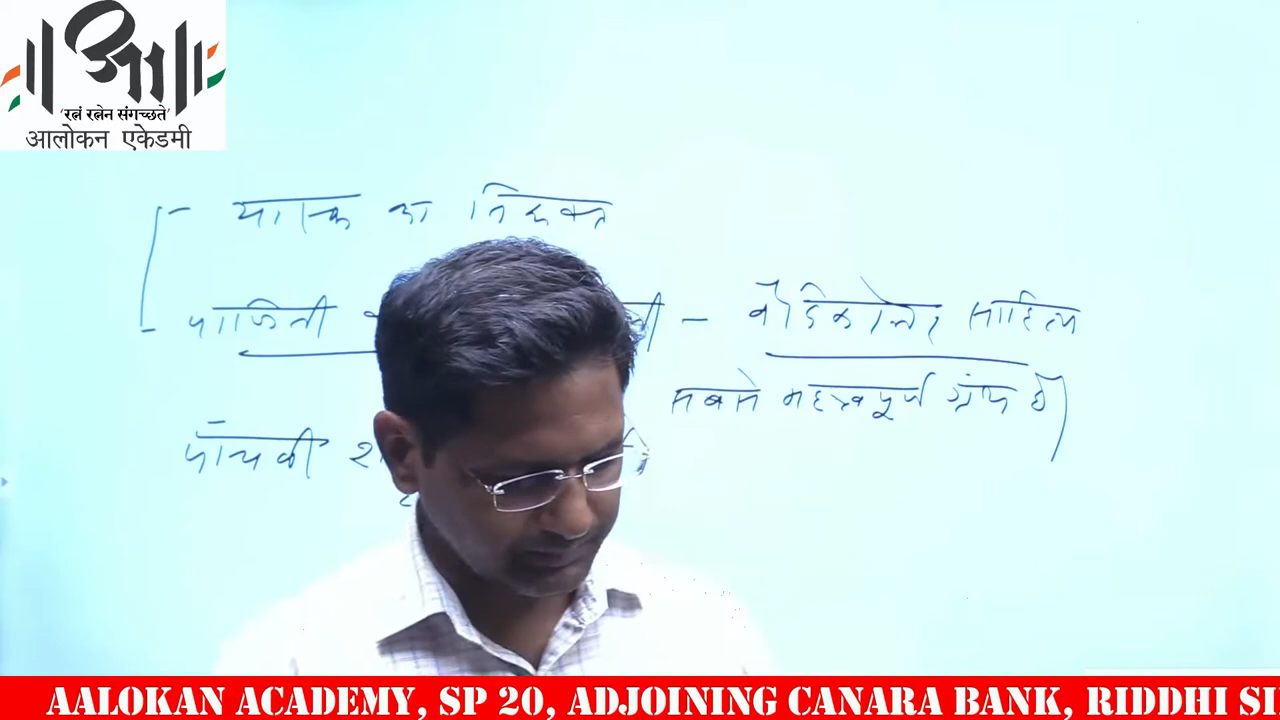 'रत्नं रत्नेन संगच्छते'
आलोकन एकेडमी
यास्क का निरुक्त
पाणिनी
वैदिकोत्तर साहित्य
सबसे महत्वपूर्ण ग्रंथ है)
पाँचवी
AALOKAN ACADEMY, SP 20, ADJOINING CANARA BANK, RIDDHI SI